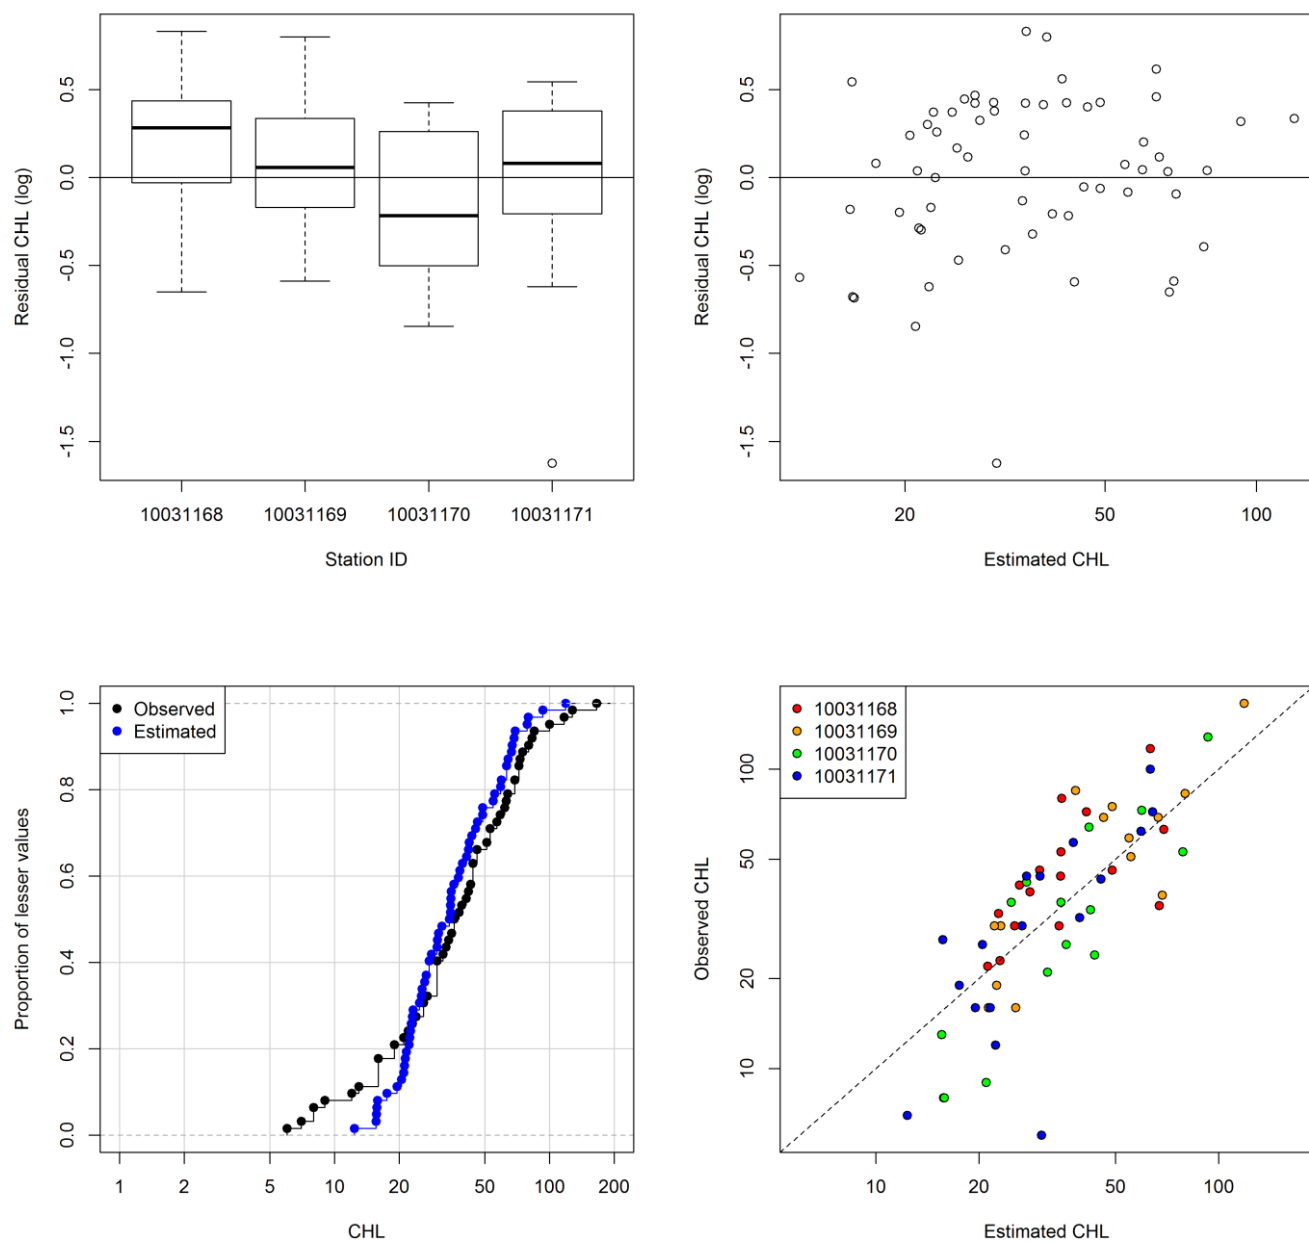 0.5
0.0
-0.5
-1.0
-1.5
Residual CHL (log)
10031168 10031169 10031170 10031171
Station ID
0.5
0.0
-0.5
-1.0
-1.5
Residual CHL (log)
20 50 100
Estimated CHL
Observed
Estimated
1.0
0.8
0.6
0.4
0.2
0.0
Proportion of lesser values
1 2 5 10 20 50 100 200
CHL
10031168
10031169
10031170
10031171
100
50
20
10
Observed CHL
10 20 50 100
Estimated CHL